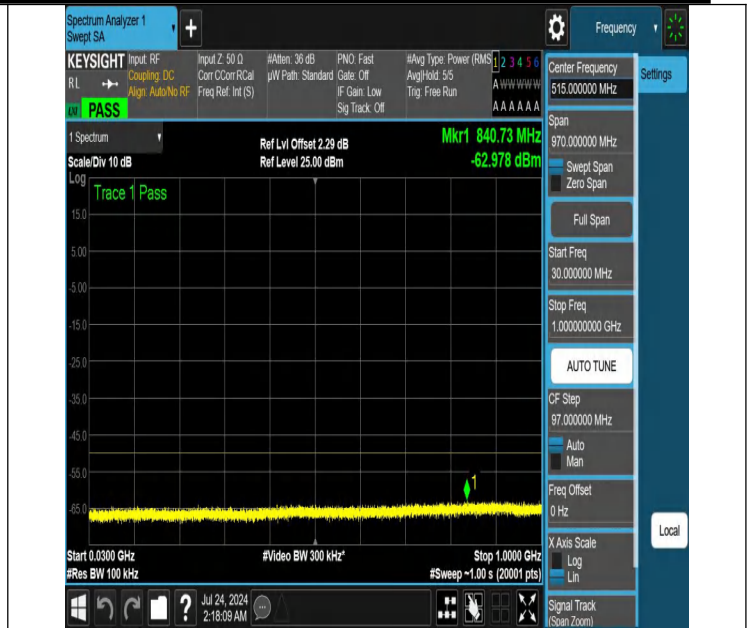 Spectrum Analyzer 1
Swept SA
Frequency
KEYSIGHT
R L
PASS
Input: RF
Coupling: DC
Align: Auto/No RF
Input Z: 50 Ω
Corr CCorr RCal
Freq Ref: Int (S)
#Atten: 36 dB
µW Path: Standard
PNO: Fast
Gate: Off
IF Gain: Low
Sig Track: Off
#Avg Type: Power (RMS
Avg|Hold: 5/5
Trig: Free Run
1 2 3 4 5 6
A W W W W W
A A A A A A
1 Spectrum
Scale/Div 10 dB
Ref Lvl Offset 2.29 dB
Ref Level 25.00 dBm
Mkr1 840.73 MHz
-62.978 dBm
Log
Trace 1 Pass
15.0
5.00
-5.00
-15.0
-25.0
-35.0
-45.0
-55.0
-65.0
1
Start 0.0300 GHz
#Res BW 100 kHz
#Video BW 300 kHz*
Stop 1.0000 GHz
#Sweep ~1.00 s (20001 pts)
Jul 24, 2024
2:18:09 AM
Center Frequency
515.000000 MHz
Span
970.000000 MHz
Swept Span
Zero Span
Full Span
Start Freq
30.000000 MHz
Stop Freq
1.000000000 GHz
AUTO TUNE
CF Step
97.000000 MHz
Auto
Man
Freq Offset
0 Hz
X Axis Scale
Log
Lin
Signal Track
(Span Zoom)
Settings
Local